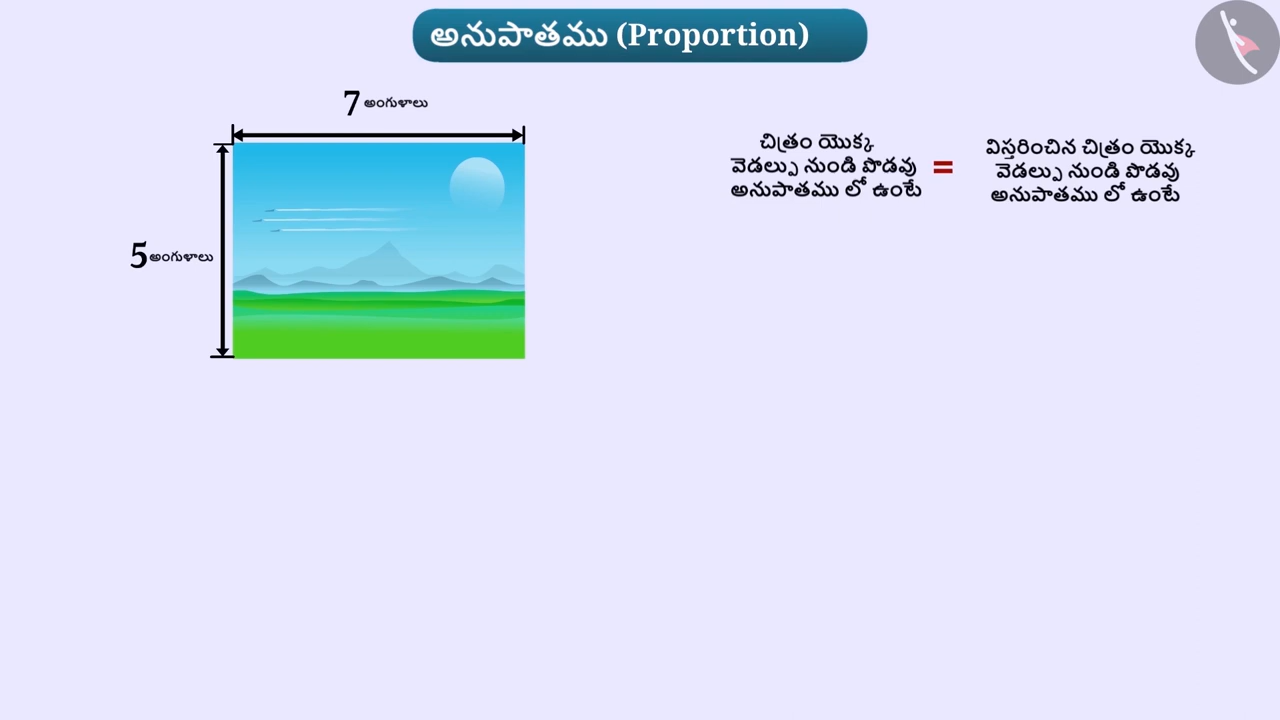 అనుపాతము (Proportion)
7 అంగుళాలు
5 అంగుళాలు
చిత్రం యొక్క
వెడల్పు నుండి పొడవు
అనుపాతము లో ఉంటే
=
విస్తరించిన చిత్రం యొక్క
వెడల్పు నుండి పొడవు
అనుపాతము లో ఉంటే